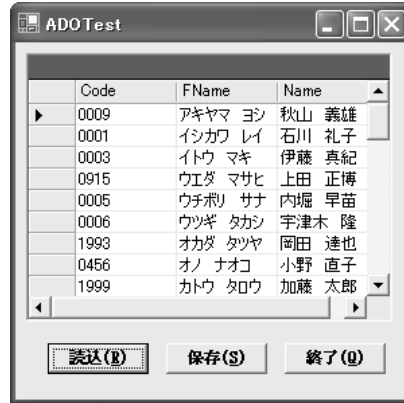 ADOTest
Code FName Name
0009 アキヤマ ヨシ 秋山 義雄
0001 イシカワ レイ 石川 礼子
0003 イトウ マキ 伊藤 真紀
0915 ウエダ マサヒ 上田 正博
0005 ウチボリ サナ 内堀 早苗
0006 ウツギ タカシ 宇津木 隆
1993 オカダ タツヤ 岡田 達也
0456 オノ ナオコ 小野 直子
1999 カトウ タロウ 加藤 太郎
読込(R) 保存(S) 終了(Q)